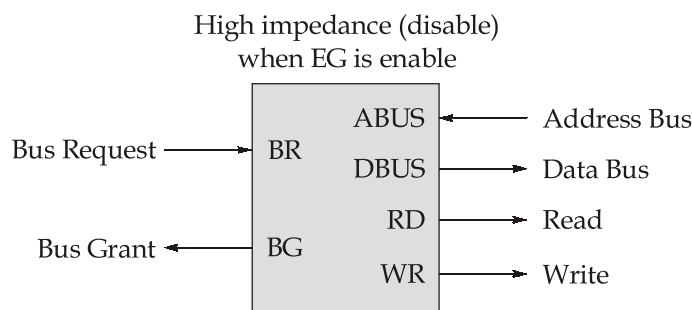 High impedance (disable)
when EG is enable
ABUS Address Bus
Bus Request BR
DBUS Data Bus
RD Read
Bus Grant BG
WR Write